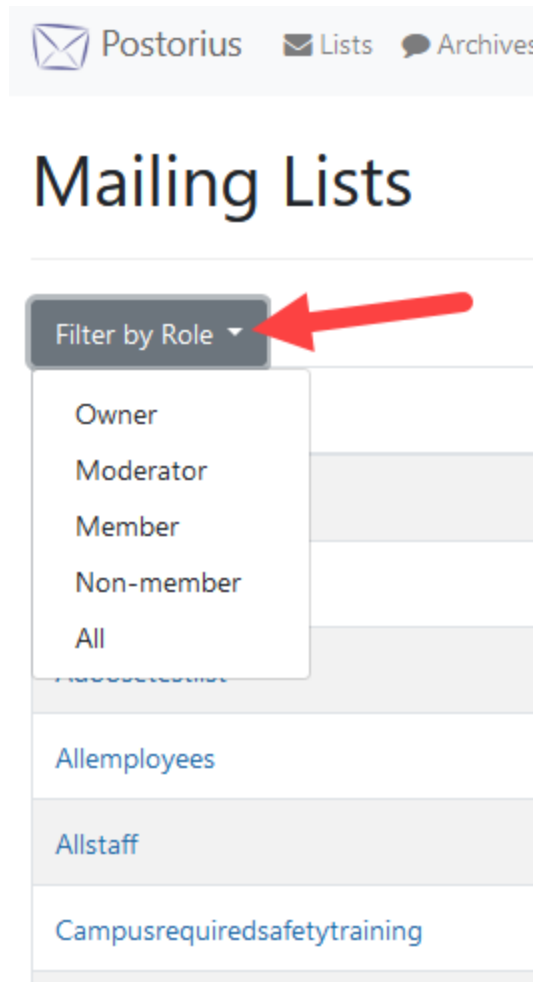 Postorius Lists Archives
Mailing Lists
Filter by Role
Owner
Moderator
Member
Non-member
All
Allemployees
Allstaff
Campusrequiredsafetytraining